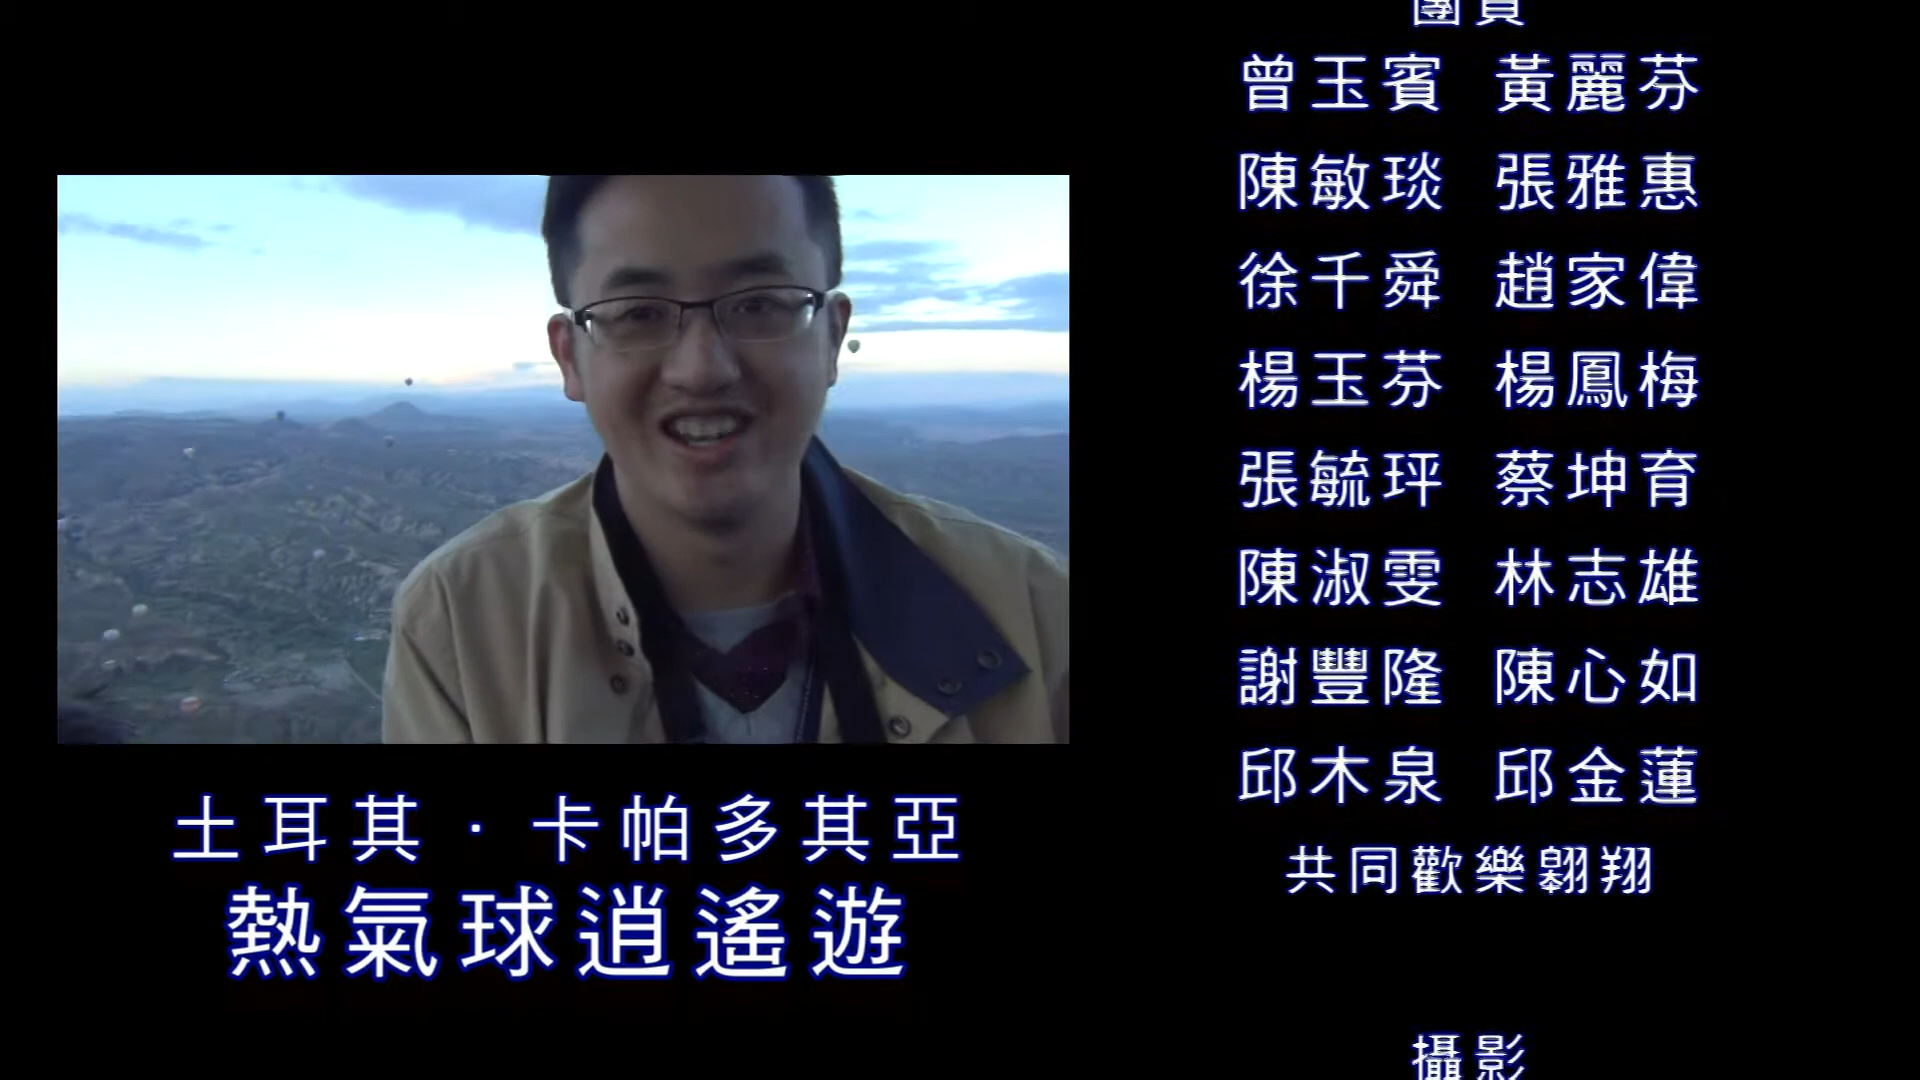 土耳其·卡帕多其亞
熱氣球逍遙遊
團員
曾玉賓 黃麗芬
陳敏琰 張雅惠
徐千舜 趙家偉
楊玉芬 楊鳳梅
張毓玶 蔡坤育
陳淑雯 林志雄
謝豐隆 陳心如
邱木泉 邱金蓮
共同歡樂翱翔
攝影